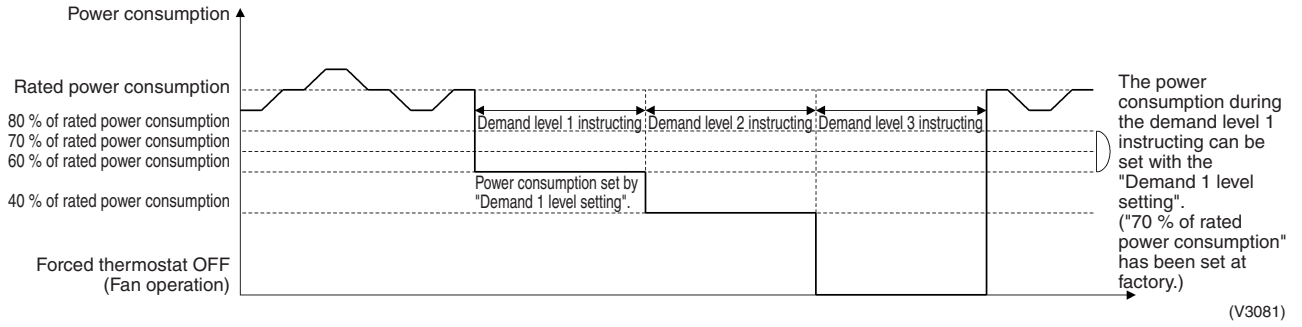 Power consumption
Rated power consumption
80 % of rated power consumption
70 % of rated power consumption
60 % of rated power consumption
40 % of rated power consumption
Forced thermostat OFF
(Fan operation)
Demand level 1 instructing
Demand level 2 instructing
Demand level 3 instructing
Power consumption set by
"Demand 1 level setting".
The power
consumption during
the demand level 1
instructing can be
set with the
"Demand 1 level
setting".
("70 % of rated
power consumption"
has been set at
factory.)
(V3081)